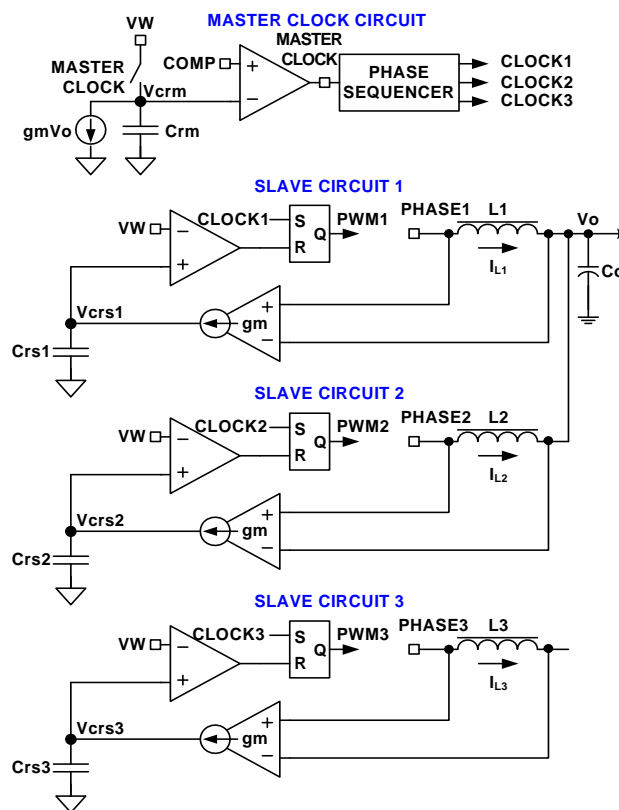 MASTER CLOCK CIRCUIT
VW
MASTER
CLOCK
COMP
MASTER
CLOCK
Vcrm
gmVo
Crm
+
−
PHASE
SEQUENCER
CLOCK1
CLOCK2
CLOCK3
SLAVE CIRCUIT 1
VW
−
+
CLOCK1
S
R
Q
PWM1
PHASE1
L1
IL1
Vo
Co
Vcrs1
gm
+
−
Crs1
SLAVE CIRCUIT 2
VW
−
+
CLOCK2
S
R
Q
PWM2
PHASE2
L2
IL2
Vcrs2
gm
+
−
Crs2
SLAVE CIRCUIT 3
VW
−
+
CLOCK3
S
R
Q
PWM3
PHASE3
L3
IL3
Vcrs3
gm
+
−
Crs3